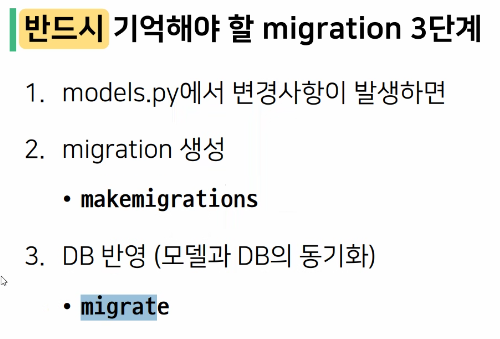 반드시 기억해야 할 migration 3단계
1. models.py에서 변경사항이 발생하면
2. migration 생성
• makemigrations
3. DB 반영 (모델과 DB의 동기화)
• migrate